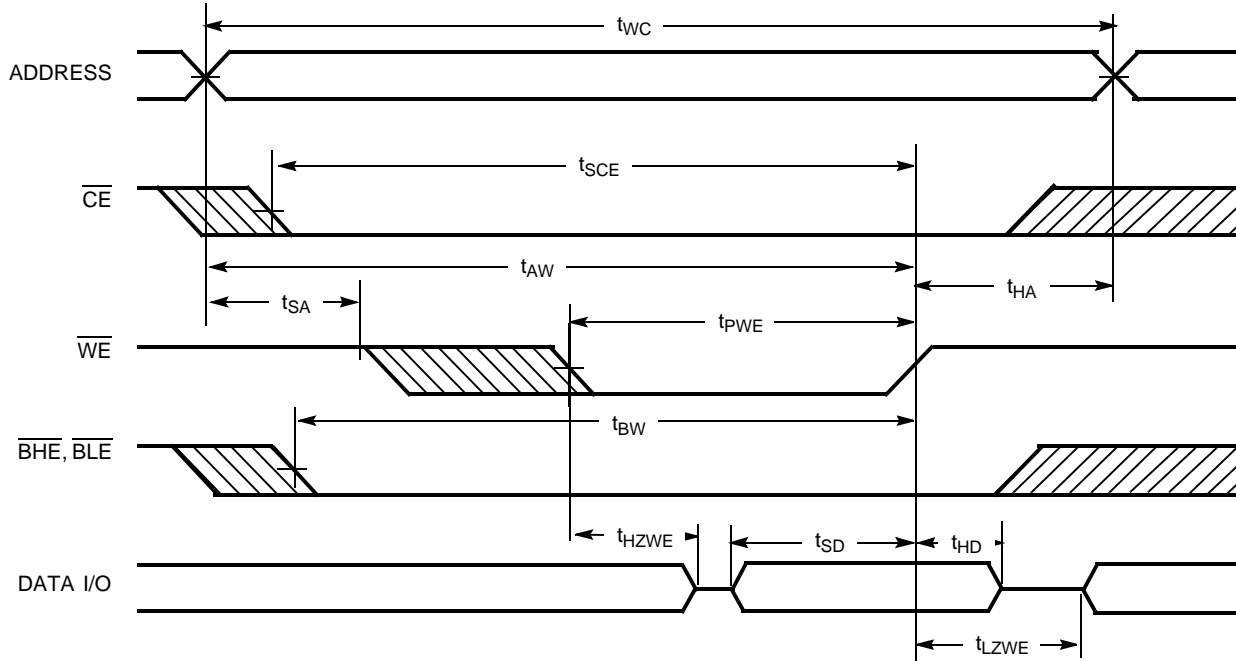 tWC
ADDRESS
tSCE
CE
tAW
tSA
tHA
tPWE
WE
tBW
BHE, BLE
tHZWE
tSD
tHD
DATA I/O
tLZWE